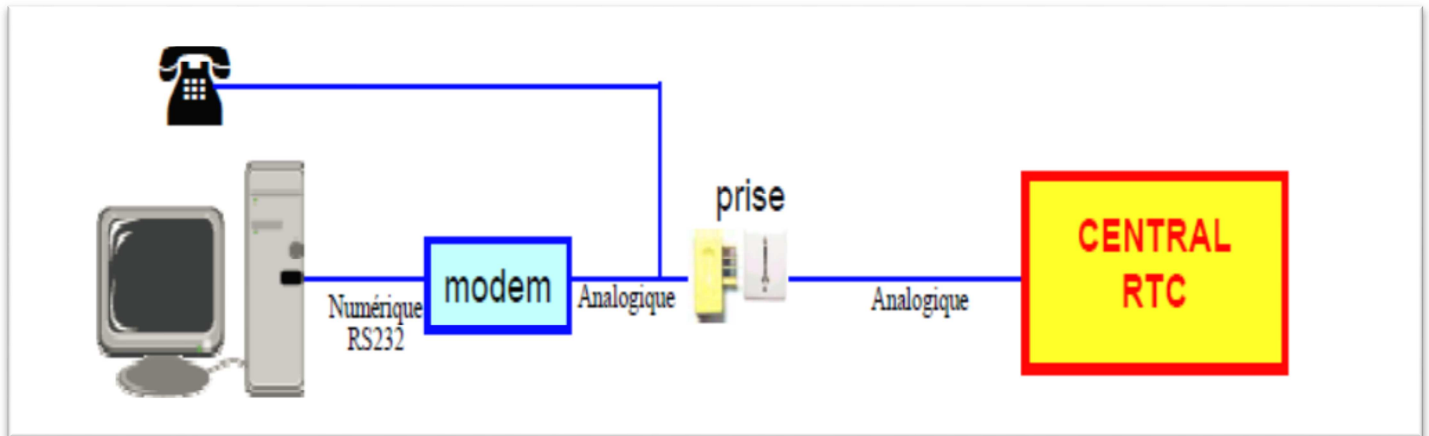 prise
CENTRAL
RTC
modem
Numérique
RS232
Analogique
Analogique